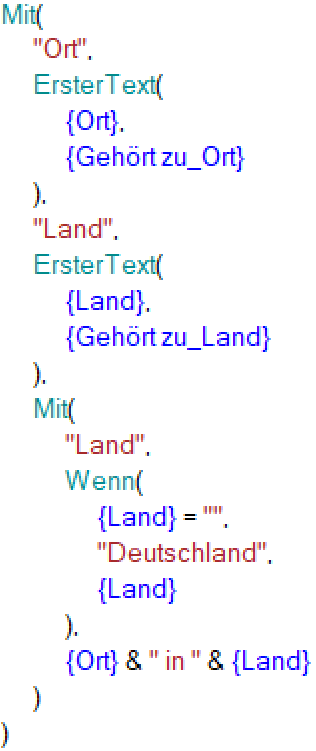 Mit(
"Ort",
ErsterText(
{Ort},
{Gehört zu_Ort}
),
"Land",
ErsterText(
{Land},
{Gehört zu_Land}
),
Mit(
"Land",
Wenn(
{Land} = "",
"Deutschland",
{Land}
),
{Ort} & " in " & {Land}
)
)